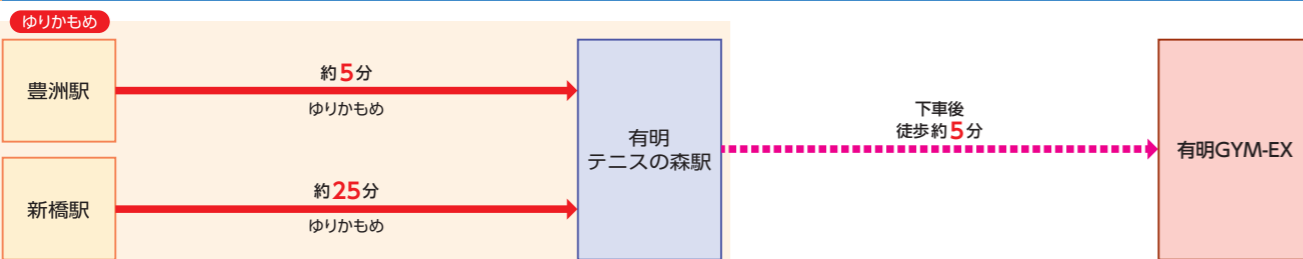 ゆりかもめ
豊洲駅
約5分
ゆりかもめ
新橋駅
約25分
ゆりかもめ
有明
テニスの森駅
下車後
徒歩約5分
有明GYM-EX